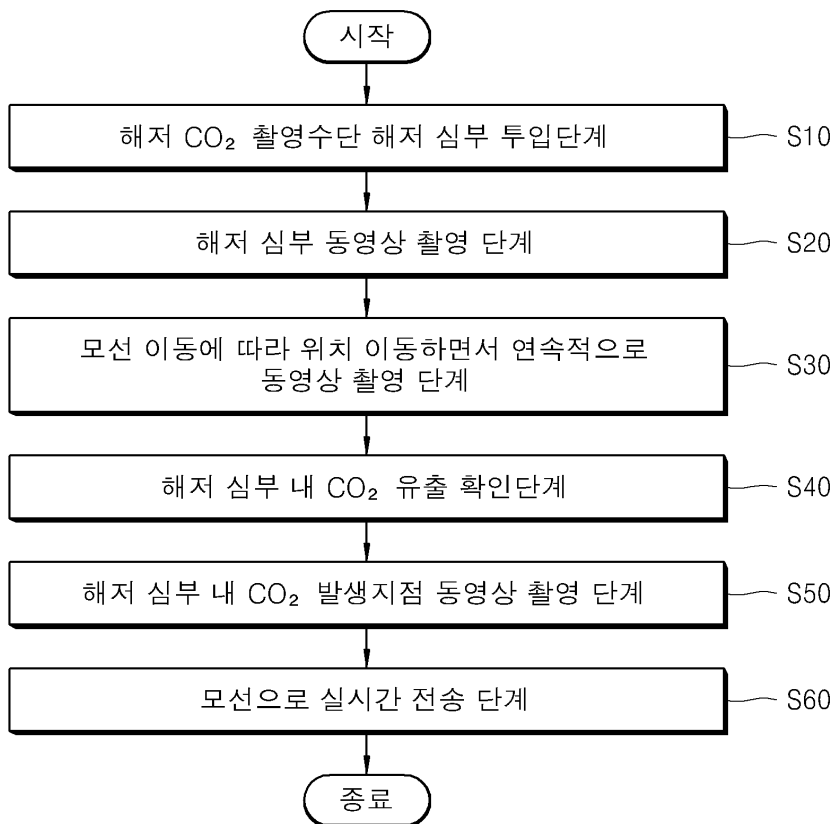 시작
해저 CO₂ 촬영수단 해저 심부 투입단계
S10
해저 심부 동영상 촬영 단계
S20
모선 이동에 따라 위치 이동하면서 연속적으로
동영상 촬영 단계
S30
해저 심부 내 CO₂ 유출 확인단계
S40
해저 심부 내 CO₂ 발생지점 동영상 촬영 단계
S50
모선으로 실시간 전송 단계
S60
종료